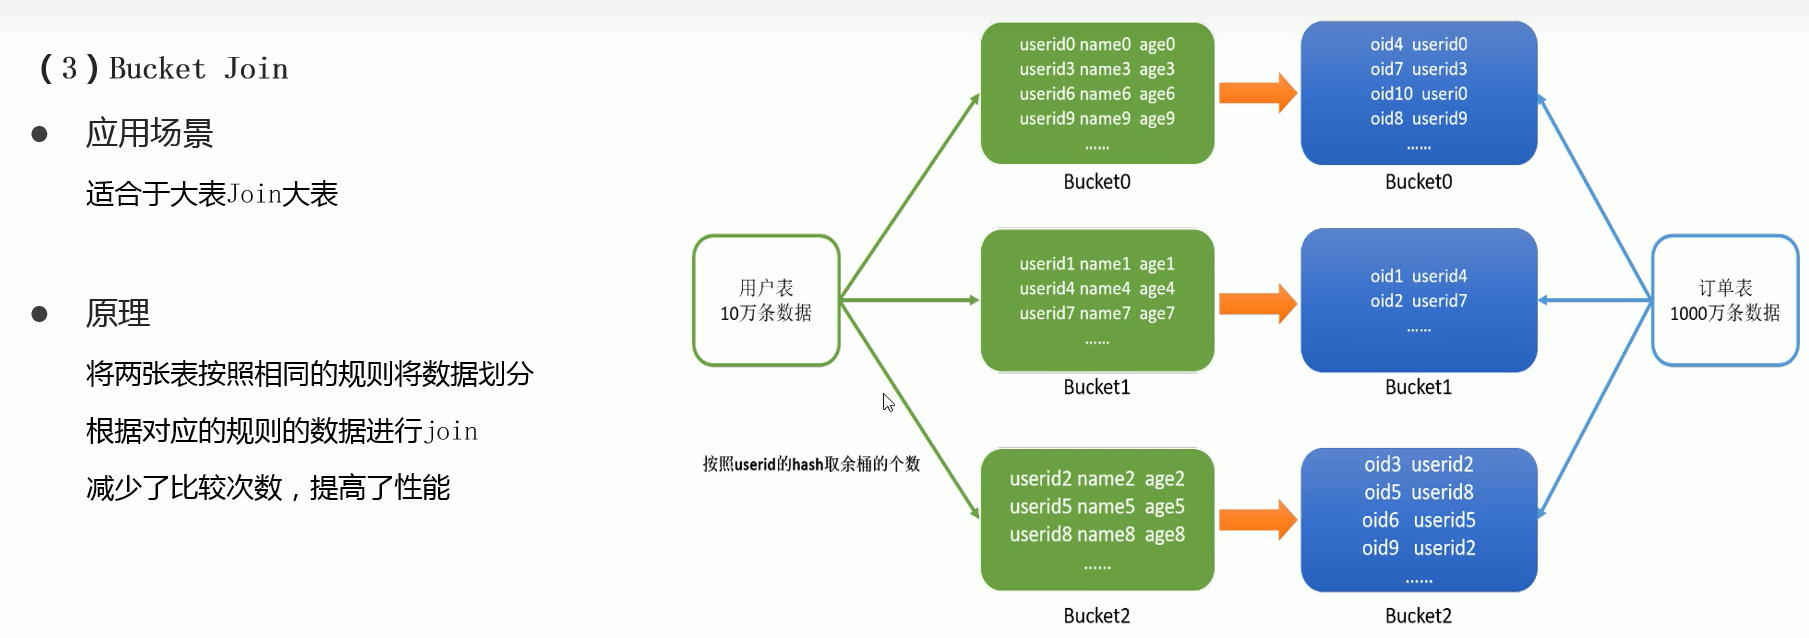 (3)Bucket Join
应用场景
适合于大表Join大表
原理
将两张表按照相同的规则将数据划分
根据对应的规则的数据进行join
减少了比较次数，提高了性能
用户表
10万条数据
按照userid的hash取余桶的个数
userid0 name0 age0
userid3 name3 age3
userid6 name6 age6
userid9 name9 age9
......
Bucket0
userid1 name1 age1
userid4 name4 age4
userid7 name7 age7
......
Bucket1
userid2 name2 age2
userid5 name5 age5
userid8 name8 age8
......
Bucket2
oid4 userid0
oid7 userid3
oid10 useri0
oid8 userid9
......
Bucket0
oid1 userid4
oid2 userid7
......
Bucket1
oid3 userid2
oid5 userid8
oid6 userid5
oid9 userid2
......
Bucket2
订单表
1000万条数据